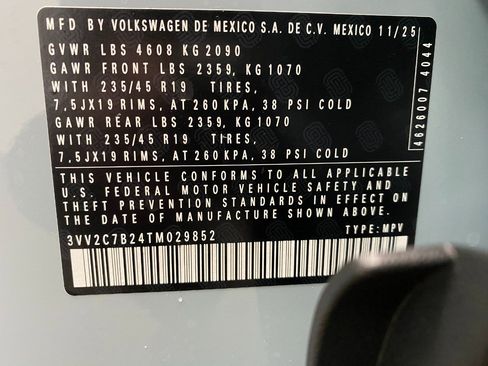 MFD BY VOLKSWAGEN DE MEXICO S.A. DE C.V. MEXICO 11/25
GVWR LBS 4608 KG 2090
GAWR FRONT LBS 2359, KG 1070
WITH 235/45 R19 TIRES,
7,5JX19 RIMS, AT 260 KPA, 38 PSI COLD
GAWR REAR LBS 2359, KG 1070
WITH 235/45 R19 TIRES,
7,5JX19 RIMS, AT 260 KPA, 38 PSI COLD
THIS VEHICLE CONFORMS TO ALL APPLICABLE
U.S. FEDERAL MOTOR VEHICLE SAFETY AND
THEFT PREVENTION STANDARDS IN EFFECT ON
THE DATE OF MANUFACTURE SHOWN ABOVE.
3VV2C7B24TM029852 TYPE: MPV
4626007 4044